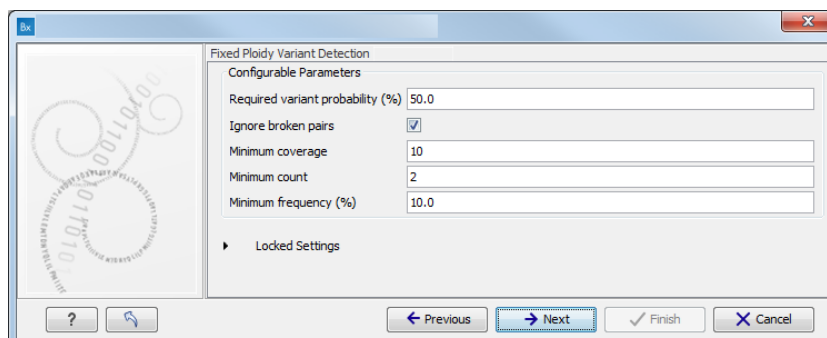 Bx
Fixed Ploidy Variant Detection
Configurable Parameters
Required variant probability (%) 50.0
Ignore broken pairs
Minimum coverage 10
Minimum count 2
Minimum frequency (%) 10.0
Locked Settings
? Previous Next Finish Cancel